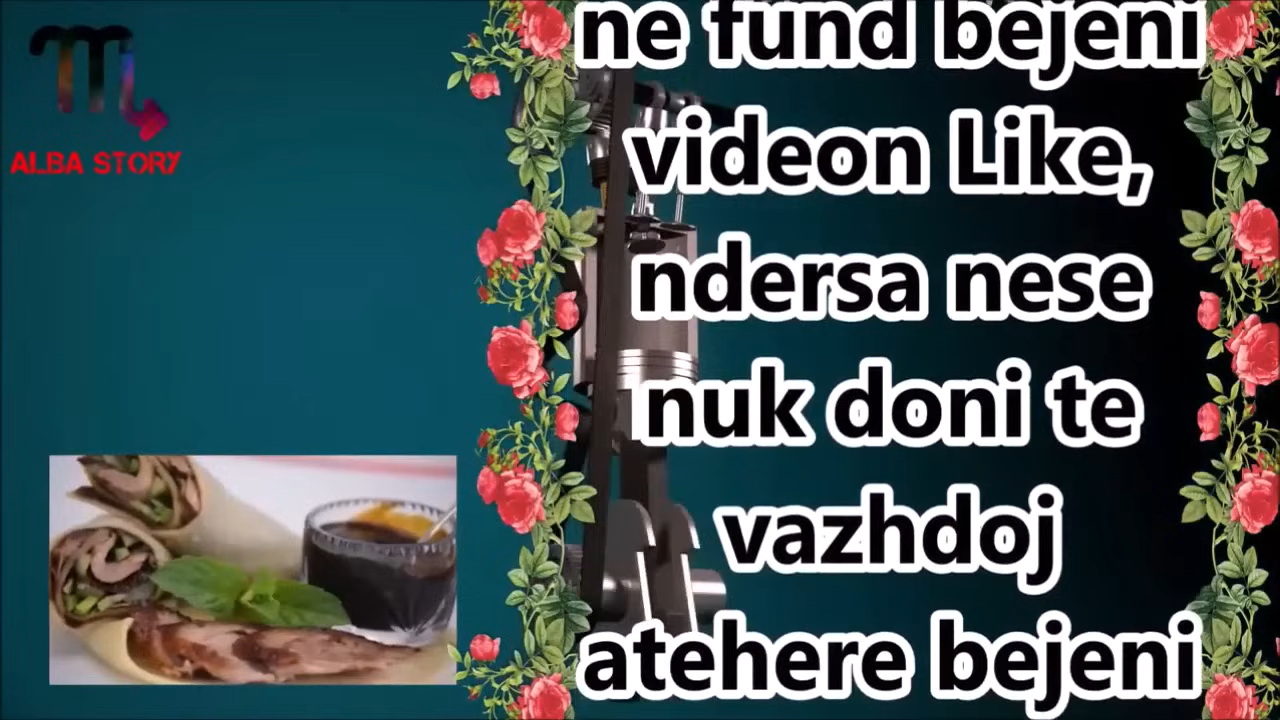 ALBA STORY
ne fund bejeni
videon Like,
ndersa nese
nuk doni te
vazhdoj
atehere bejeni